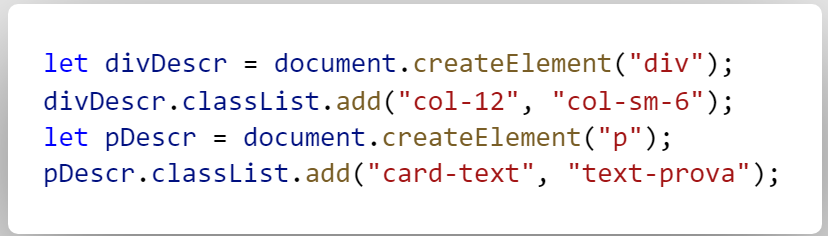 let divDescr = document.createElement("div");
divDescr.classList.add("col-12", "col-sm-6");
let pDescr = document.createElement("p");
pDescr.classList.add("card-text", "text-prova");